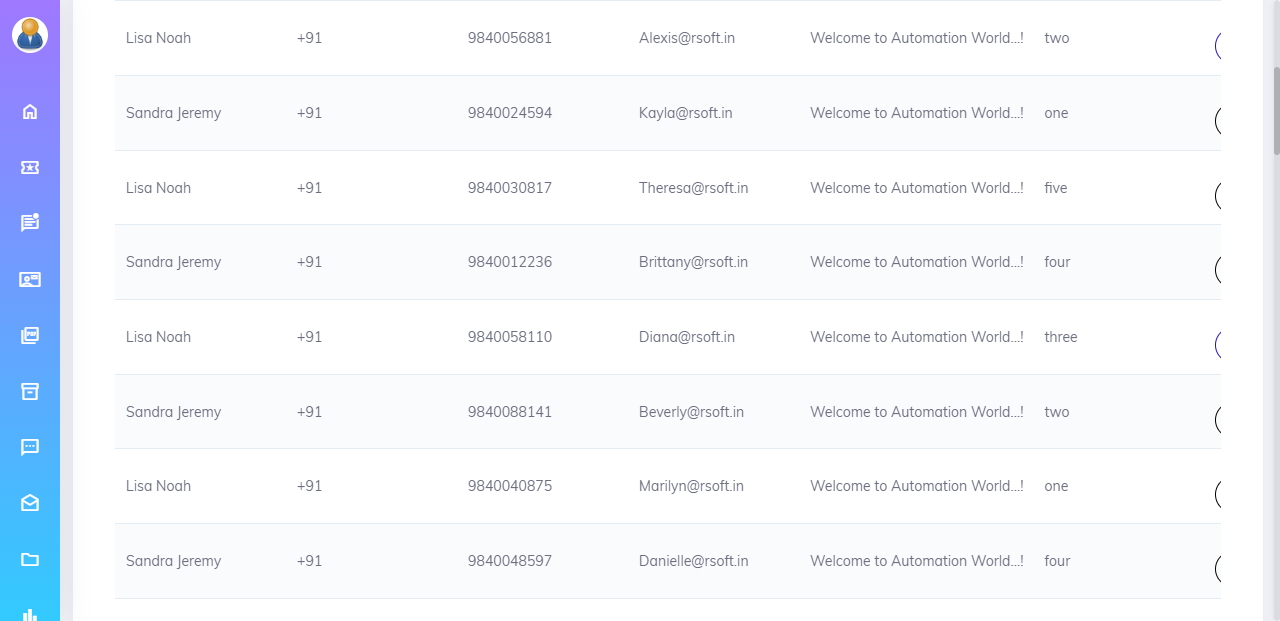 Lisa Noah +91 9840056881 Alexis@rsoft.in Welcome to Automation World...! two
Sandra Jeremy +91 9840024594 Kayla@rsoft.in Welcome to Automation World...! one
Lisa Noah +91 9840030817 Theresa@rsoft.in Welcome to Automation World...! five
Sandra Jeremy +91 9840012236 Brittany@rsoft.in Welcome to Automation World...! four
Lisa Noah +91 9840058110 Diana@rsoft.in Welcome to Automation World...! three
Sandra Jeremy +91 9840088141 Beverly@rsoft.in Welcome to Automation World...! two
Lisa Noah +91 9840040875 Marilyn@rsoft.in Welcome to Automation World...! one
Sandra Jeremy +91 9840048597 Danielle@rsoft.in Welcome to Automation World...! four